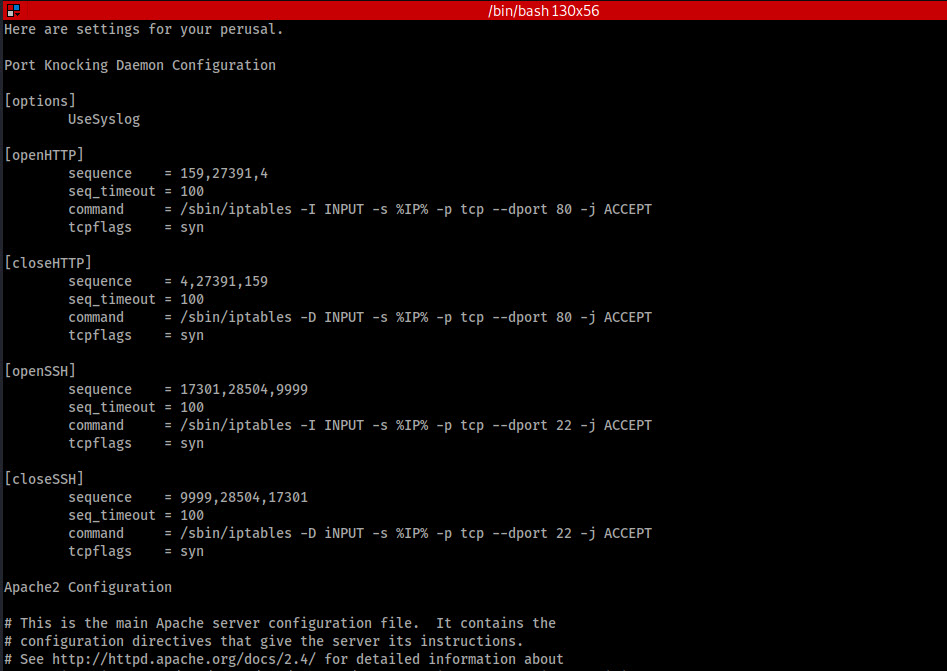 /bin/bash 130x56
Here are settings for your perusal.
Port Knocking Daemon Configuration
[options]
UseSyslog
[openHTTP]
sequence = 159,27391,4
seq_timeout = 100
command = /sbin/iptables -I INPUT -s %IP% -p tcp --dport 80 -j ACCEPT
tcpflags = syn
[closeHTTP]
sequence = 4,27391,159
seq_timeout = 100
command = /sbin/iptables -D INPUT -s %IP% -p tcp --dport 80 -j ACCEPT
tcpflags = syn
[openSSH]
sequence = 17301,28504,9999
seq_timeout = 100
command = /sbin/iptables -I INPUT -s %IP% -p tcp --dport 22 -j ACCEPT
tcpflags = syn
[closeSSH]
sequence = 9999,28504,17301
seq_timeout = 100
command = /sbin/iptables -D iNPUT -s %IP% -p tcp --dport 22 -j ACCEPT
tcpflags = syn
Apache2 Configuration
# This is the main Apache server configuration file.  It contains the
# configuration directives that give the server its instructions.
# See http://httpd.apache.org/docs/2.4/ for detailed information about